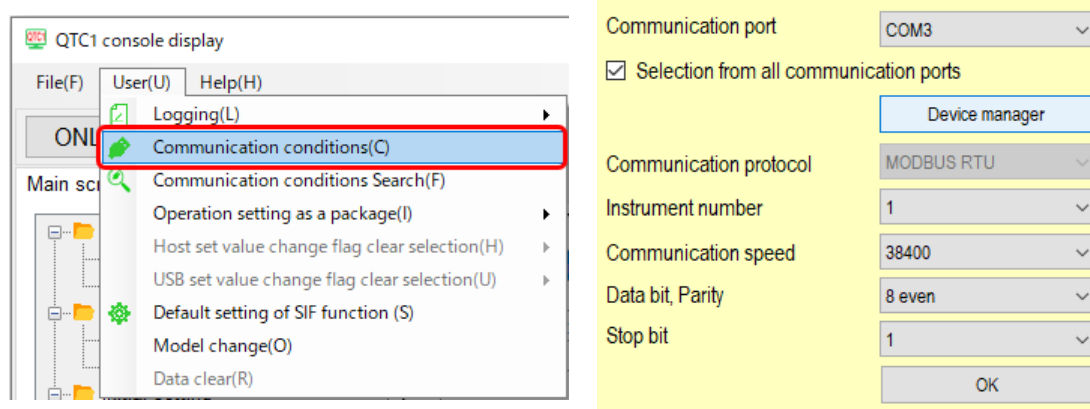 QTC1 console display
File(F) User(U) Help(H)
Logging(L)
ONL
Communication conditions(C)
Main scr
Communication conditions Search(F)
Operation setting as a package(I)
Host set value change flag clear selection(H)
USB set value change flag clear selection(U)
Default setting of SIF function (S)
Model change(O)
Data clear(R)
Communication port COM3
Selection from all communication ports
Device manager
Communication protocol MODBUS RTU
Instrument number 1
Communication speed 38400
Data bit, Parity 8 even
Stop bit 1
OK